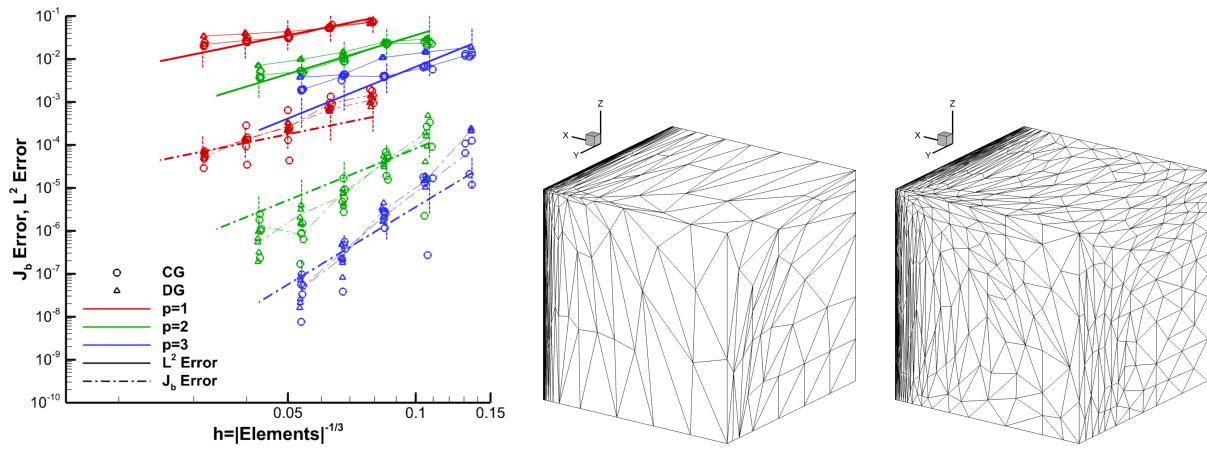 10⁻¹
10⁻²
10⁻³
10⁻⁴
10⁻⁵
10⁻⁶
10⁻⁷
10⁻⁸
10⁻⁹
10⁻¹⁰
J_b Error, L² Error
CG
DG
p=1
p=2
p=3
L² Error
J_b Error
0.05
0.1
0.15
h=|Elements|⁻¹/³
Z
X
Y
Z
X
Y